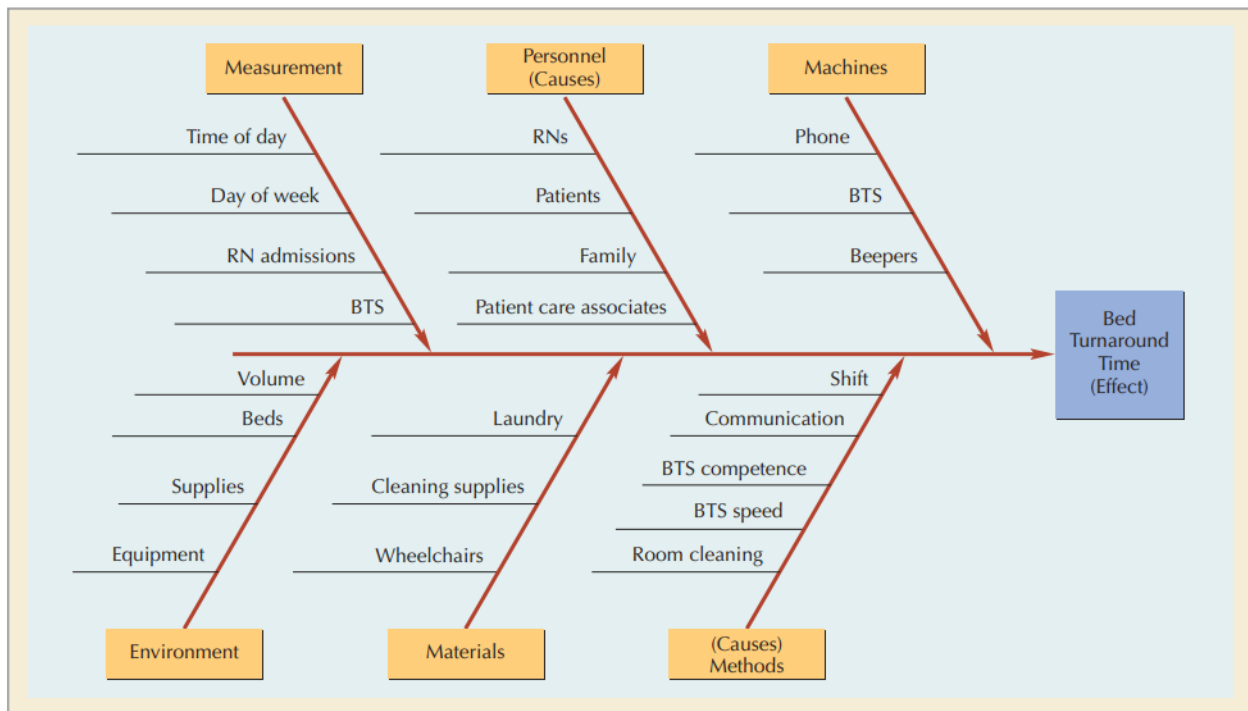 Measurement
Personnel
(Causes)
Machines
Time of day
RNs
Phone
Day of week
Patients
BTS
RN admissions
Family
Beepers
BTS
Patient care associates
Bed
Turnaround
Time
(Effect)
Volume
Shift
Beds
Laundry
Communication
BTS competence
Supplies
Cleaning supplies
BTS speed
Equipment
Wheelchairs
Room cleaning
Environment
Materials
(Causes)
Methods